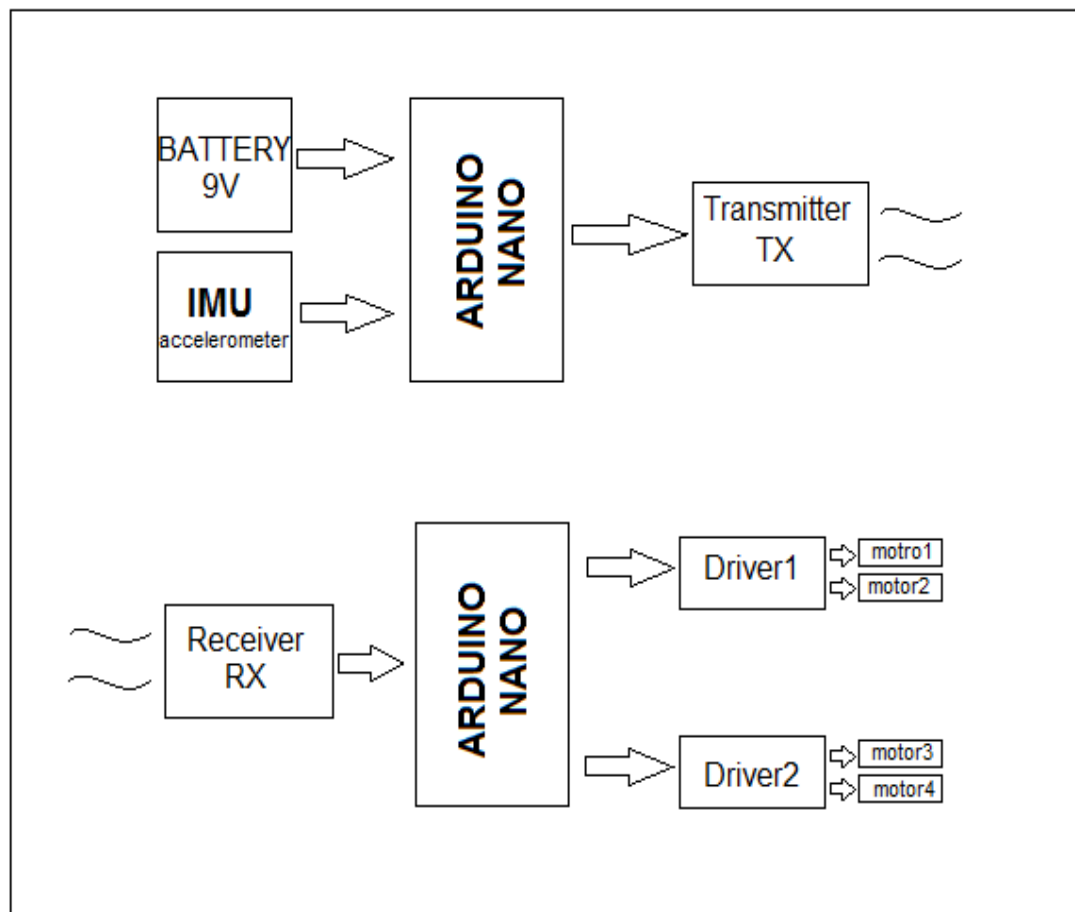 BATTERY
9V
IMU
accelerometer
ARDUINO
NANO
Transmitter
TX
Receiver
RX
ARDUINO
NANO
Driver1
motro1
motor2
Driver2
motor3
motor4